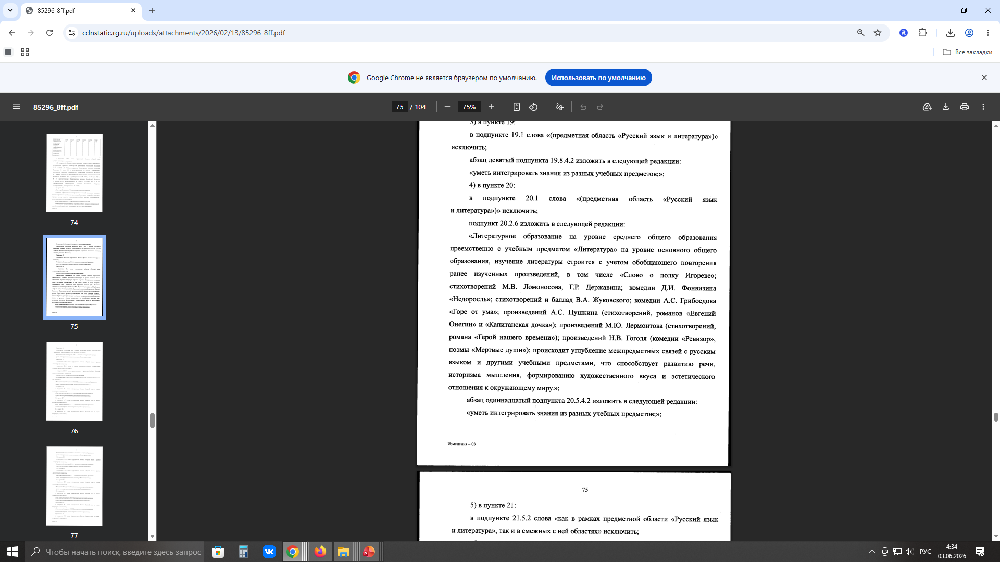 85296_8ff.pdf
cdnstatic.rg.ru/uploads/attachments/2026/02/13/85296_8ff.pdf
Все закладки
Google Chrome не является браузером по умолчанию.
Использовать по умолчанию
85296_8ff.pdf
75 / 104
75%
74
75
76
77
3) в пункте 19:
в подпункте 19.1 слова «(предметная область «Русский язык и литература»)»
исключить;
абзац девятый подпункта 19.8.4.2 изложить в следующей редакции:
«уметь интегрировать знания из разных учебных предметов;»;
4) в пункте 20:
в подпункте 20.1 слова «(предметная область «Русский язык
и литература»)» исключить;
подпункт 20.2.6 изложить в следующей редакции:
«Литературное образование на уровне среднего общего образования
преемственно с учебным предметом «Литература» на уровне основного общего
образования, изучение литературы строится с учетом обобщающего повторения
ранее изученных произведений, в том числе «Слово о полку Игореве»;
стихотворений М.В. Ломоносова, Г.Р. Державина; комедии Д.И. Фонвизина
«Недоросль»; стихотворений и баллад В.А. Жуковского; комедии А.С. Грибоедова
«Горе от ума»; произведений А.С. Пушкина (стихотворений, романов «Евгений
Онегин» и «Капитанская дочка»); произведений М.Ю. Лермонтова (стихотворений,
романа «Герой нашего времени»); произведений Н.В. Гоголя (комедии «Ревизор»,
поэмы «Мертвые души»); происходит углубление межпредметных связей с русским
языком и другими учебными предметами, что способствует развитию речи,
историзма мышления, формированию художественного вкуса и эстетического
отношения к окружающему миру.»;
абзац одиннадцатый подпункта 20.5.4.2 изложить в следующей редакции:
«уметь интегрировать знания из разных учебных предметов;»;
Изменения – 03
75
5) в пункте 21:
в подпункте 21.5.2 слова «как в рамках предметной области «Русский язык
и литература», так и в смежных с ней областях» исключить;
Чтобы начать поиск, введите здесь запрос
РУС
4:34
03.06.2026